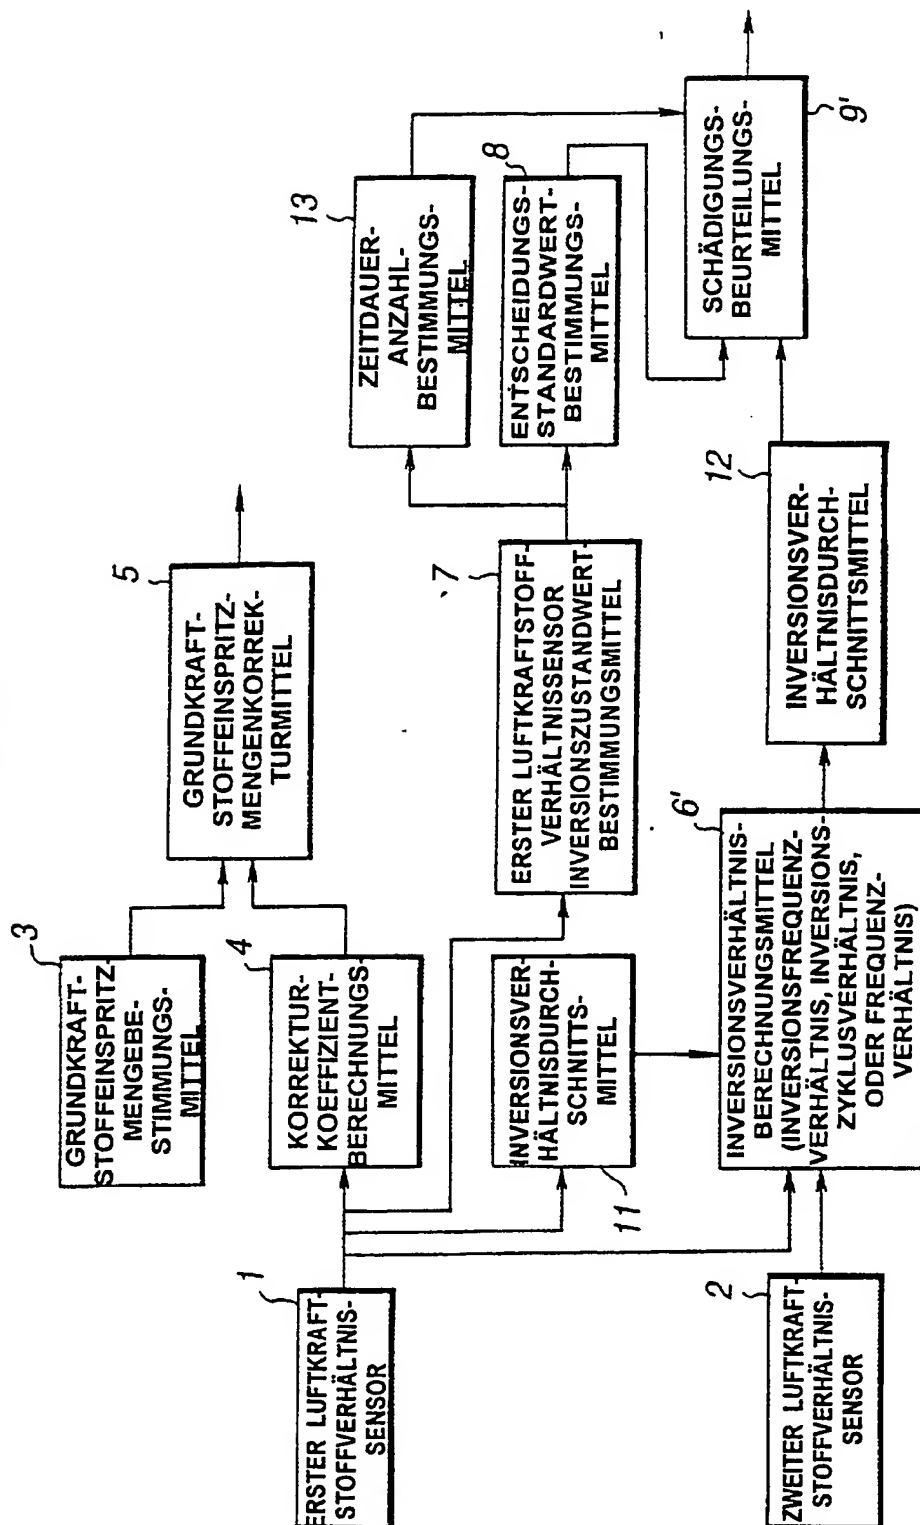 3
GRUNDKRAFT-
STOFFEINSPRITZ-
MENGEBE-
STIMMUNGS-
MITTEL
5
GRUNDKRAFT-
STOFFEINSPRITZ-
MENGENKORREK-
TURMITTEL
4
KORREKTUR-
KOEFFIZIENT-
BERECHNUNGS-
MITTEL
1
ERSTER LUFTKRAFT-
STOFFVERHÄLTNIS-
SENSOR
13
ZEITDAUER-
ANZAHL-
BESTIMMUNGS-
MITTEL
7
ERSTER LUFTKRAFTSTOFF-
VERHÄLTNISSENSOR
INVERSIONSZUSTANDWERT-
BESTIMMUNGSMITTEL
8
ENTSCHEIDUNGS-
STANDARDWERT-
BESTIMMUNGS-
MITTEL
11
INVERSIONSVER-
HÄLTNISDURCH-
SCHNITTS-
MITTEL
2
ZWEITER LUFTKRAFT-
STOFFVERHÄLTNIS-
SENSOR
6'
INVERSIONSVERHÄLTNIS-
BERECHNUNGSMITTEL
(INVERSIONSFREQUENZ-
VERHÄLTNIS, INVERSIONS-
ZYKLUSVERHÄLTNIS,
ODER FREQUENZ-
VERHÄLTNIS)
12
INVERSIONSVER-
HÄLTNISDURCH-
SCHNITTSMITTEL
9'
SCHÄDIGUNGS-
BEURTEILUNGS-
MITTEL